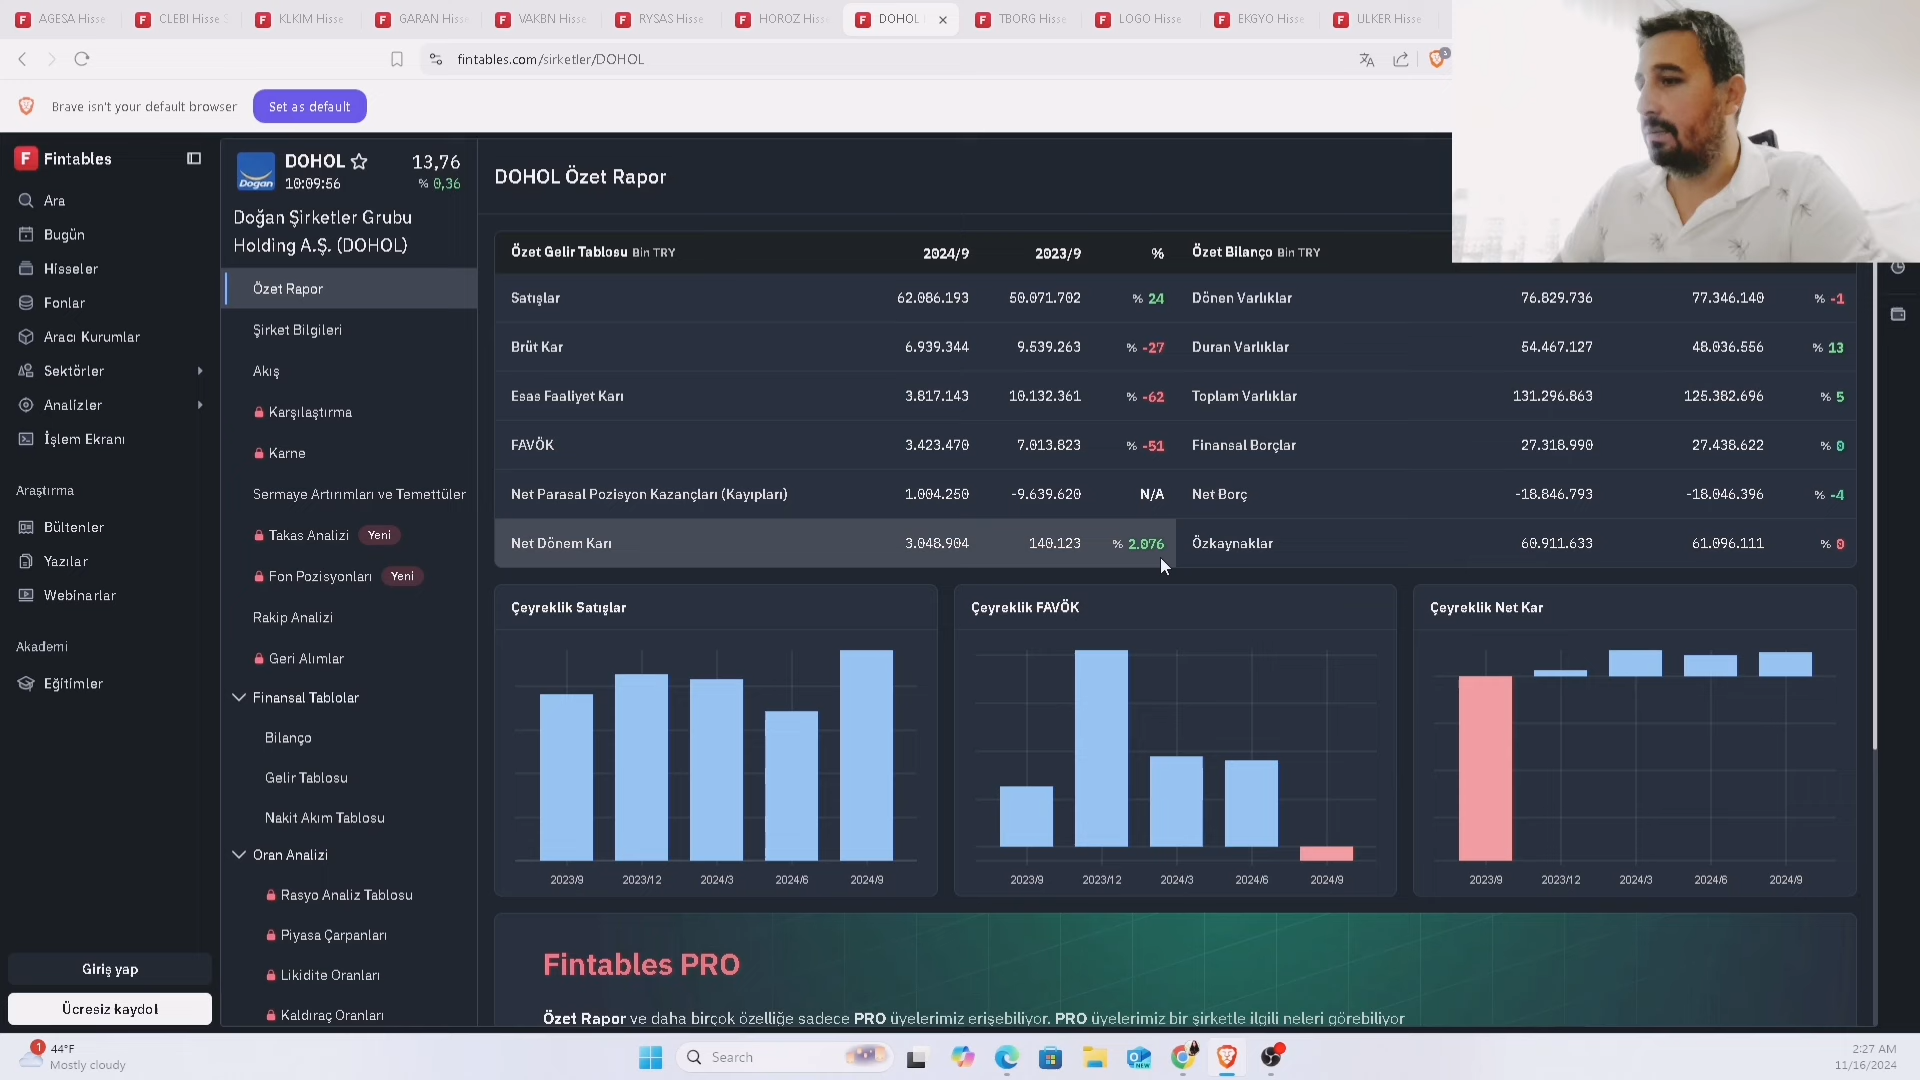 AGESA Hisse
CLEBI Hisse S
KLKIM Hisse
GARAN Hisse
VAKBN Hisse
RYSAS Hisse
HOROZ Hisse
DOHOL
TBORG Hisse
LOGO Hisse
EKGYO Hisse
ULKER Hisse
fintables.com/sirketler/DOHOL
3
Brave isn't your default browser
Set as default
F Fintables
Ara
Bugün
Hisseler
Fonlar
Aracı Kurumlar
Sektörler
Analizler
İşlem Ekranı
Araştırma
Bültenler
Yazılar
Webinarlar
Akademi
Eğitimler
Giriş yap
Ücresiz kaydol
Doğan
DOHOL 13,76
10:09:56 % 0,36
Doğan Şirketler Grubu
Holding A.Ş. (DOHOL)
Özet Rapor
Şirket Bilgileri
Akış
Karşılaştırma
Karne
Sermaye Artırımları ve Temettüler
Takas Analizi Yeni
Fon Pozisyonları Yeni
Rakip Analizi
Geri Alımlar
Finansal Tablolar
Bilanço
Gelir Tablosu
Nakit Akım Tablosu
Oran Analizi
Rasyo Analiz Tablosu
Piyasa Çarpanları
Likidite Oranları
Kaldıraç Oranları
DOHOL Özet Rapor
Özet Gelir Tablosu Bin TRY 2024/9 2023/9 %
Satışlar 62.086.193 50.071.702 % 24
Brüt Kar 6.939.344 9.539.263 % -27
Esas Faaliyet Karı 3.817.143 10.132.361 % -62
FAVÖK 3.423.470 7.013.823 % -51
Net Parasal Pozisyon Kazançları (Kayıpları) 1.004.250 -9.639.620 N/A
Net Dönem Karı 3.048.904 140.123 % 2.076
Özet Bilanço Bin TRY
Dönen Varlıklar 76.829.736 77.346.140 % -1
Duran Varlıklar 54.467.127 48.036.556 % 13
Toplam Varlıklar 131.296.863 125.382.696 % 5
Finansal Borçlar 27.318.990 27.438.622 % 0
Net Borç -18.846.793 -18.046.396 % -4
Özkaynaklar 60.911.633 61.096.111 % 0
Çeyreklik Satışlar
2023/9 2023/12 2024/3 2024/6 2024/9
Çeyreklik FAVÖK
2023/9 2023/12 2024/3 2024/6 2024/9
Çeyreklik Net Kar
2023/9 2023/12 2024/3 2024/6 2024/9
Fintables PRO
Özet Rapor ve daha birçok özelliğe sadece PRO üyelerimiz erişebiliyor. PRO üyelerimiz bir şirketle ilgili neleri görebiliyor
1
44°F
Mostly cloudy
Search
NEW
2:27 AM
11/16/2024